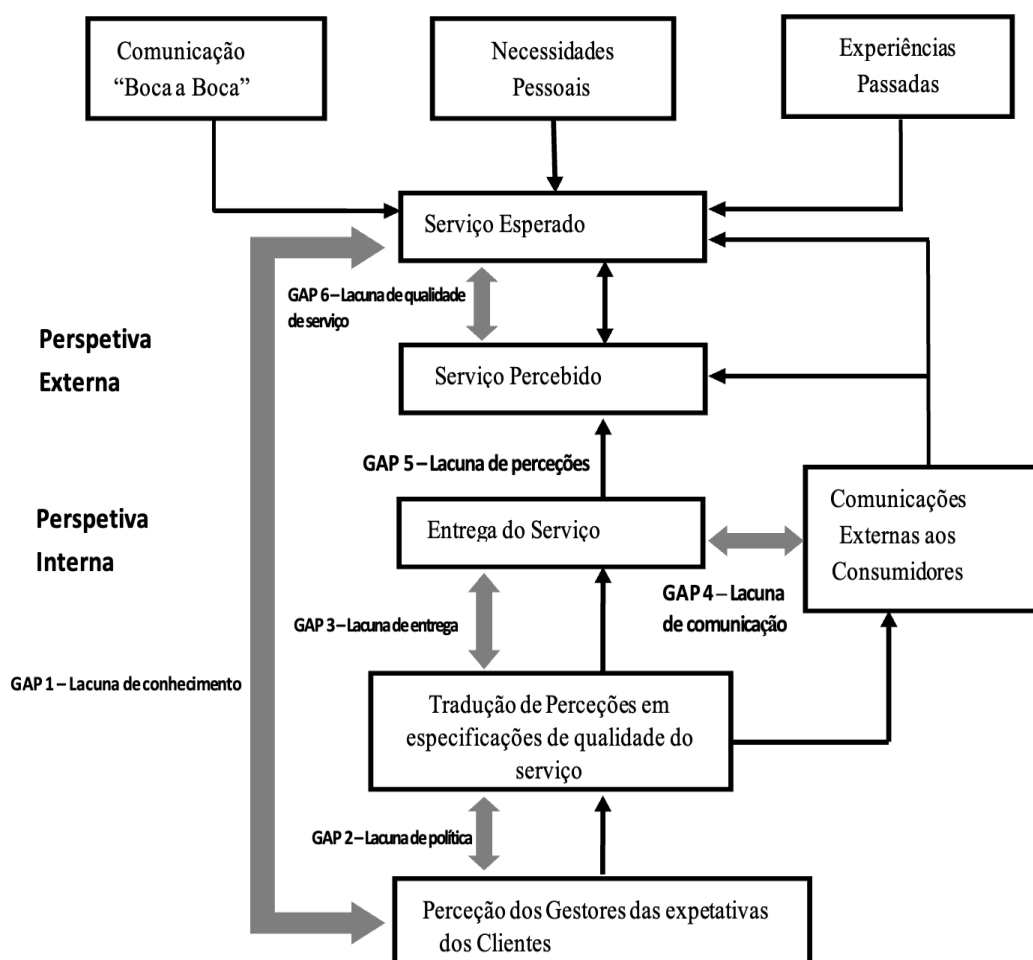 Comunicação
“Boca a Boca”
Necessidades
Pessoais
Experiências
Passadas
Serviço Esperado
GAP 6 – Lacuna de qualidade
de serviço
Perspetiva
Externa
Serviço Percebido
GAP 5 – Lacuna de perceções
Perspetiva
Interna
Entrega do Serviço
Comunicações
Externas aos
Consumidores
GAP 4 – Lacuna
de comunicação
GAP 3 – Lacuna de entrega
GAP 1 – Lacuna de conhecimento
Tradução de Perceções em
especificações de qualidade do
serviço
GAP 2 – Lacuna de política
Perceção dos Gestores das expetativas
dos Clientes